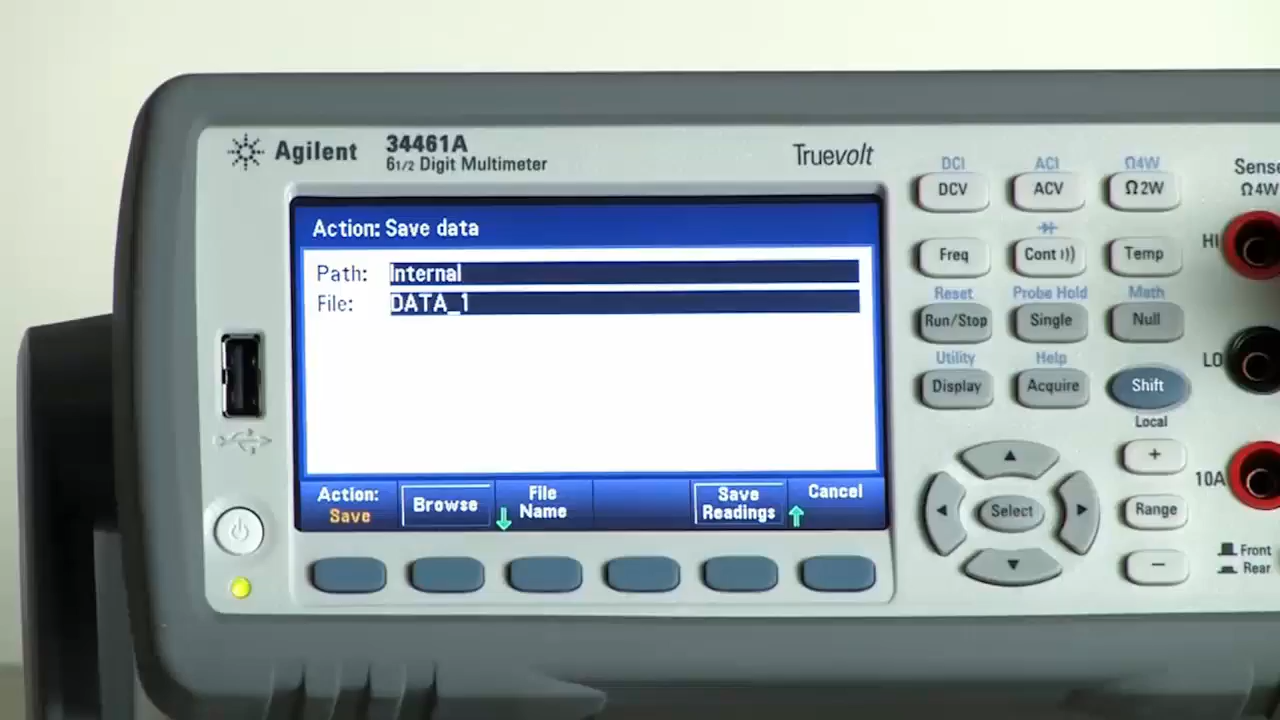 Agilent
34461A
6 1/2 Digit Multimeter
Truevolt
Action: Save data
Path: Internal
File: DATA_1
Action:
Save
Browse
File
Name
Save
Readings
Cancel
DCI
ACI
Ω4W
DCV
ACV
Ω2W
Freq
Cont
Temp
Reset
Probe Hold
Math
Run/Stop
Single
Null
Utility
Help
Display
Acquire
Shift
Local
+
Select
Range
−
Sense
Ω4W
HI
LO
10A
Front
Rear